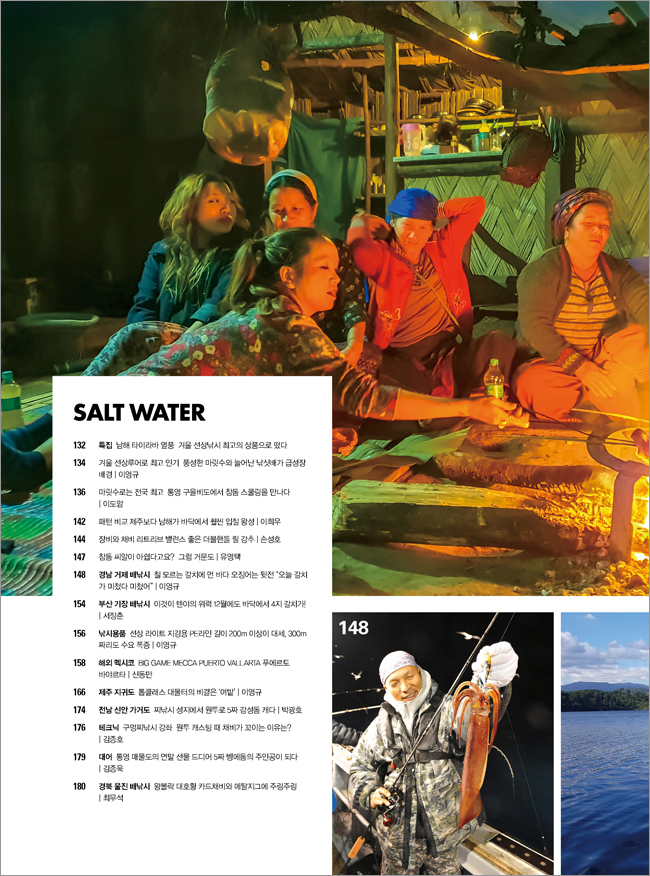 SALT WATER
132 특집 남해 타이라바 열풍 겨울 선상낚시 최고의 상품으로 떴다
134 겨울 선상루어로 최고 인기 풍성한 마릿수와 늘어난 낚싯배가 급성장
배경 | 이영규
136 마릿수로는 전국 최고 통영 구을비도에서 참돔 스쿨링을 만나다
| 이도암
142 패턴 비교 제주보다 남해가 바닥에서 훨씬 입질 왕성 | 이희우
144 장비와 채비 리트리브 밸런스 좋은 더블핸들 릴 강추 | 손성호
147 참돔 씨알이 아쉽다고요? 그럼 거문도 | 유영택
148 경남 거제 배낚시 철 모르는 갈치에 먼 바다 오징어는 뒷전 “오늘 갈치
가 미쳤다 미쳤어” | 이영규
154 부산 기장 배낚시 이것이 텐야의 위력 12월에도 바닥에서 4지 갈치가!
| 서정춘
156 낚시용품 선상 라이트 지깅용 PE라인 길이 200m 이상이 대세, 300m
짜리도 수요 폭증 | 이영규
158 해외 멕시코 BIG GAME MECCA PUERTO VALLARTA 푸에르토
바야르타 | 신동만
166 제주 지귀도 톱클래스 대물터의 비결은 ‘여밭’ | 이영규
174 전남 신안 가거도 찌낚시 성지에서 원투로 5짜 감성돔 캐다 | 박광호
176 테크닉 구멍찌낚시 강좌 원투 캐스팅 때 채비가 꼬이는 이유는?
| 김중호
179 대어 통영 매물도의 연말 선물 드디어 5짜 벵에돔의 주인공이 되다
| 김종욱
180 경북 울진 배낚시 왕볼락 대호황 카드채비와 메탈지그에 주렁주렁
| 최무석
148